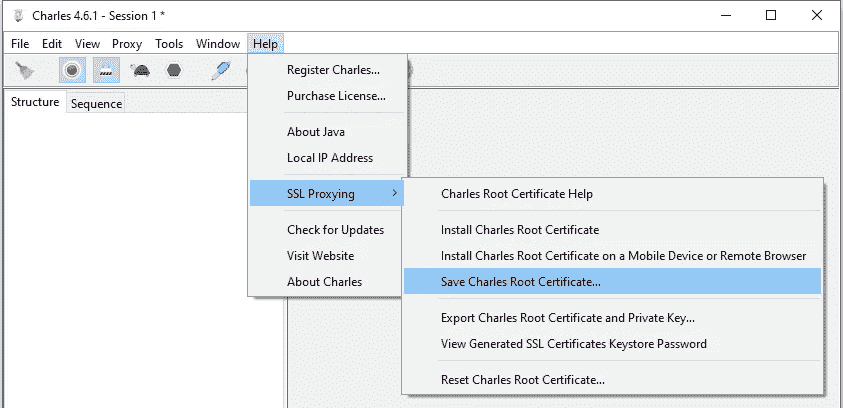 Charles 4.6.1 - Session 1 *
File Edit View Proxy Tools Window Help
Structure Sequence
Register Charles...
Purchase License...
About Java
Local IP Address
SSL Proxying
Check for Updates
Visit Website
About Charles
Charles Root Certificate Help
Install Charles Root Certificate
Install Charles Root Certificate on a Mobile Device or Remote Browser
Save Charles Root Certificate...
Export Charles Root Certificate and Private Key...
View Generated SSL Certificates Keystore Password
Reset Charles Root Certificate...